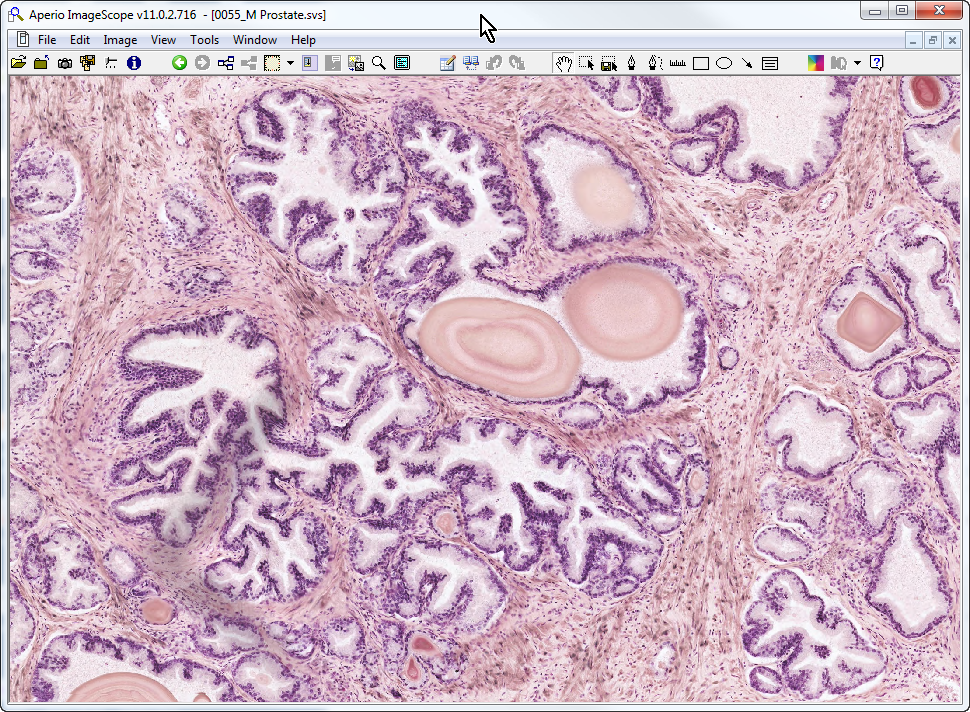 Aperio ImageScope v11.0.2.716 - [0055_M Prostate.svs]
File Edit Image View Tools Window Help